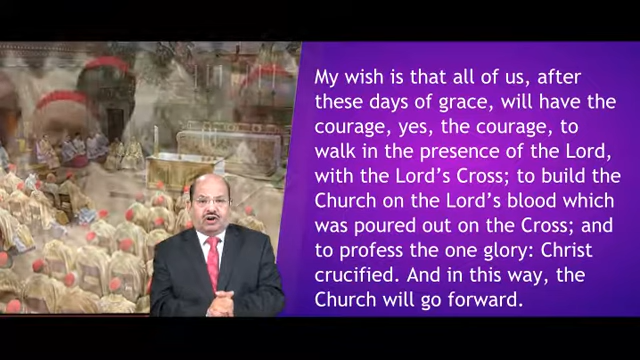 My wish is that all of us, after
these days of grace, will have the
courage, yes, the courage, to
walk in the presence of the Lord,
with the Lord's Cross; to build the
Church on the Lord's blood which
was poured out on the Cross; and
to profess the one glory: Christ
crucified. And in this way, the
Church will go forward.